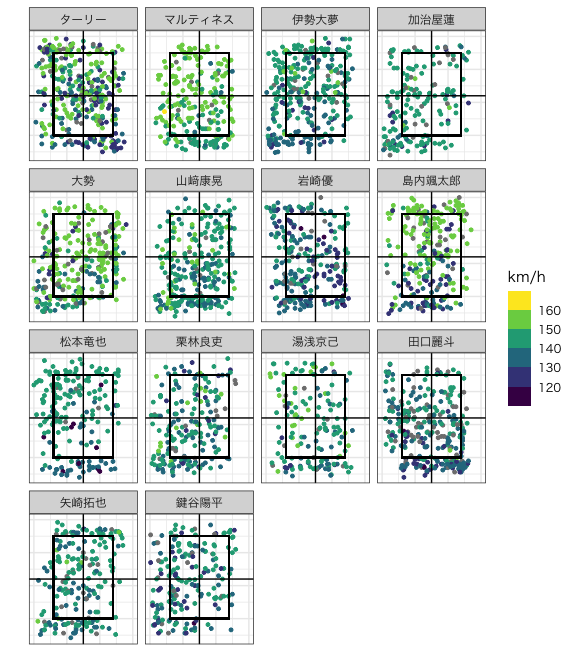 ターリー
マルティネス
伊勢大夢
加治屋蓮
大勢
山﨑康晃
岩崎優
島内颯太郎
km/h
160
150
140
130
120
松本竜也
栗林良吏
湯浅京己
田口麗斗
矢崎拓也
鍵谷陽平